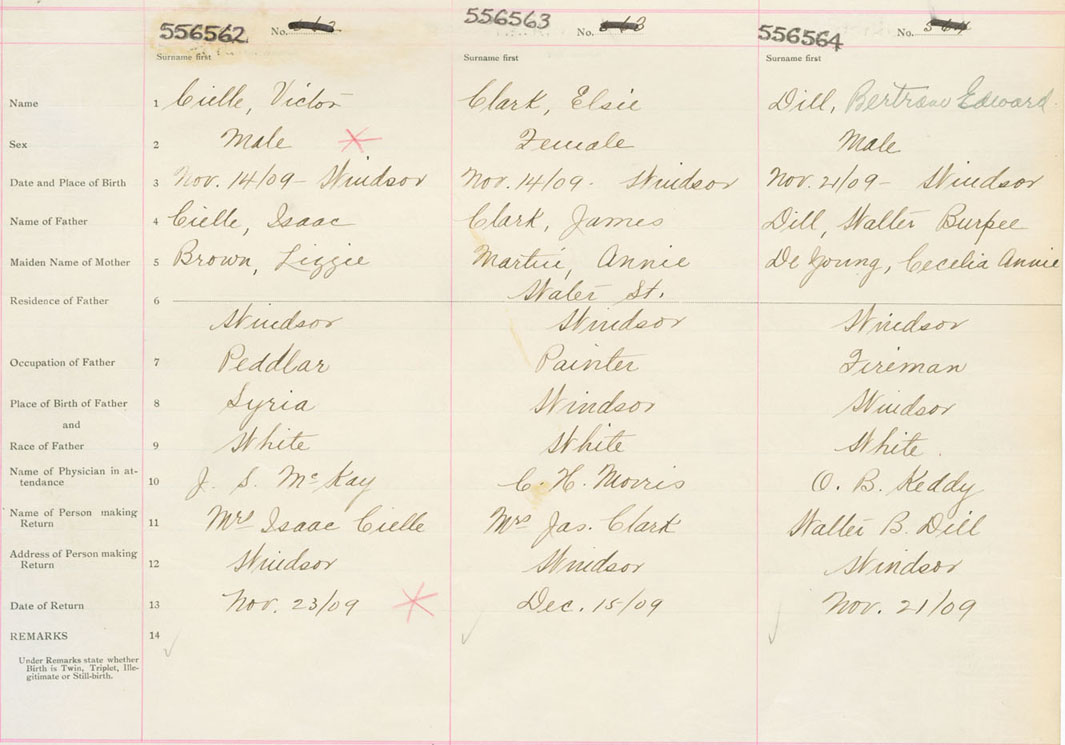 556562 No.
556563 No.
556564 No.
Surname first Surname first Surname first
Name 1 Cielle, Victor Clark, Elsie Dill, Bertram Edward
Sex 2 Male Female Male
Date and Place of Birth 3 Nov. 14/09 - Windsor Nov. 14/09 - Windsor Nov. 21/09 - Windsor
Name of Father 4 Cielle, Isaac Clark, James Dill, Walter Burpee
Maiden Name of Mother 5 Brown, Lizzie Martin, Annie De Young, Cecelia Annie
Water St.
Residence of Father 6
Windsor Windsor Windsor
Occupation of Father 7 Peddlar Painter Fireman
Place of Birth of Father 8 Syria Windsor Windsor
and
Race of Father 9 White White White.
Name of Physician in at-
tendance 10 J. S. McKay C. H. Morris O. B. Keddy
Name of Person making
Return 11 Mrs Isaac Cielle Mrs Jas. Clark Walter B. Dill
Address of Person making
Return 12 Windsor Windsor Windsor
Date of Return 13 Nov. 23/09 Dec. 15/09 Nov. 21/09
REMARKS 14
Under Remarks state whether
Birth is Twin, Triplet, Ille-
gitimate or Still-birth.